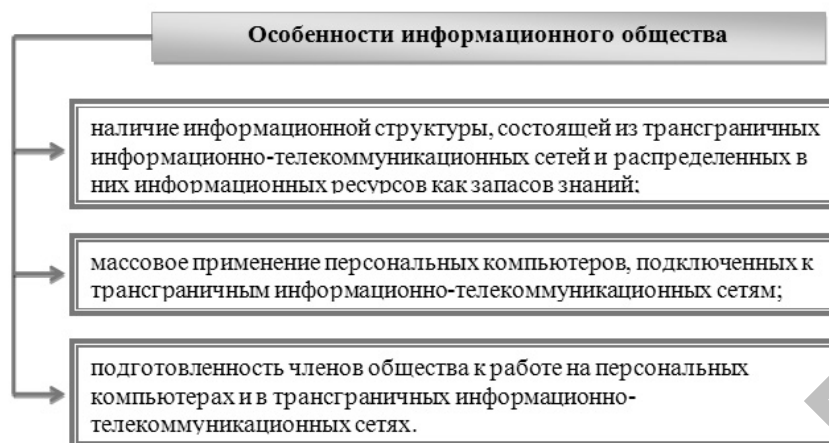 Особенности информационного общества
наличие информационной структуры, состоящей из трансграничных
информационно-телекоммуникационных сетей и распределенных в
них информационных ресурсов как запасов знаний;
массовое применение персональных компьютеров, подключенных к
трансграничным информационно-телекоммуникационных сетям;
подготовленность членов общества к работе на персональных
компьютерах и в трансграничных информационно-
телекоммуникационных сетях.